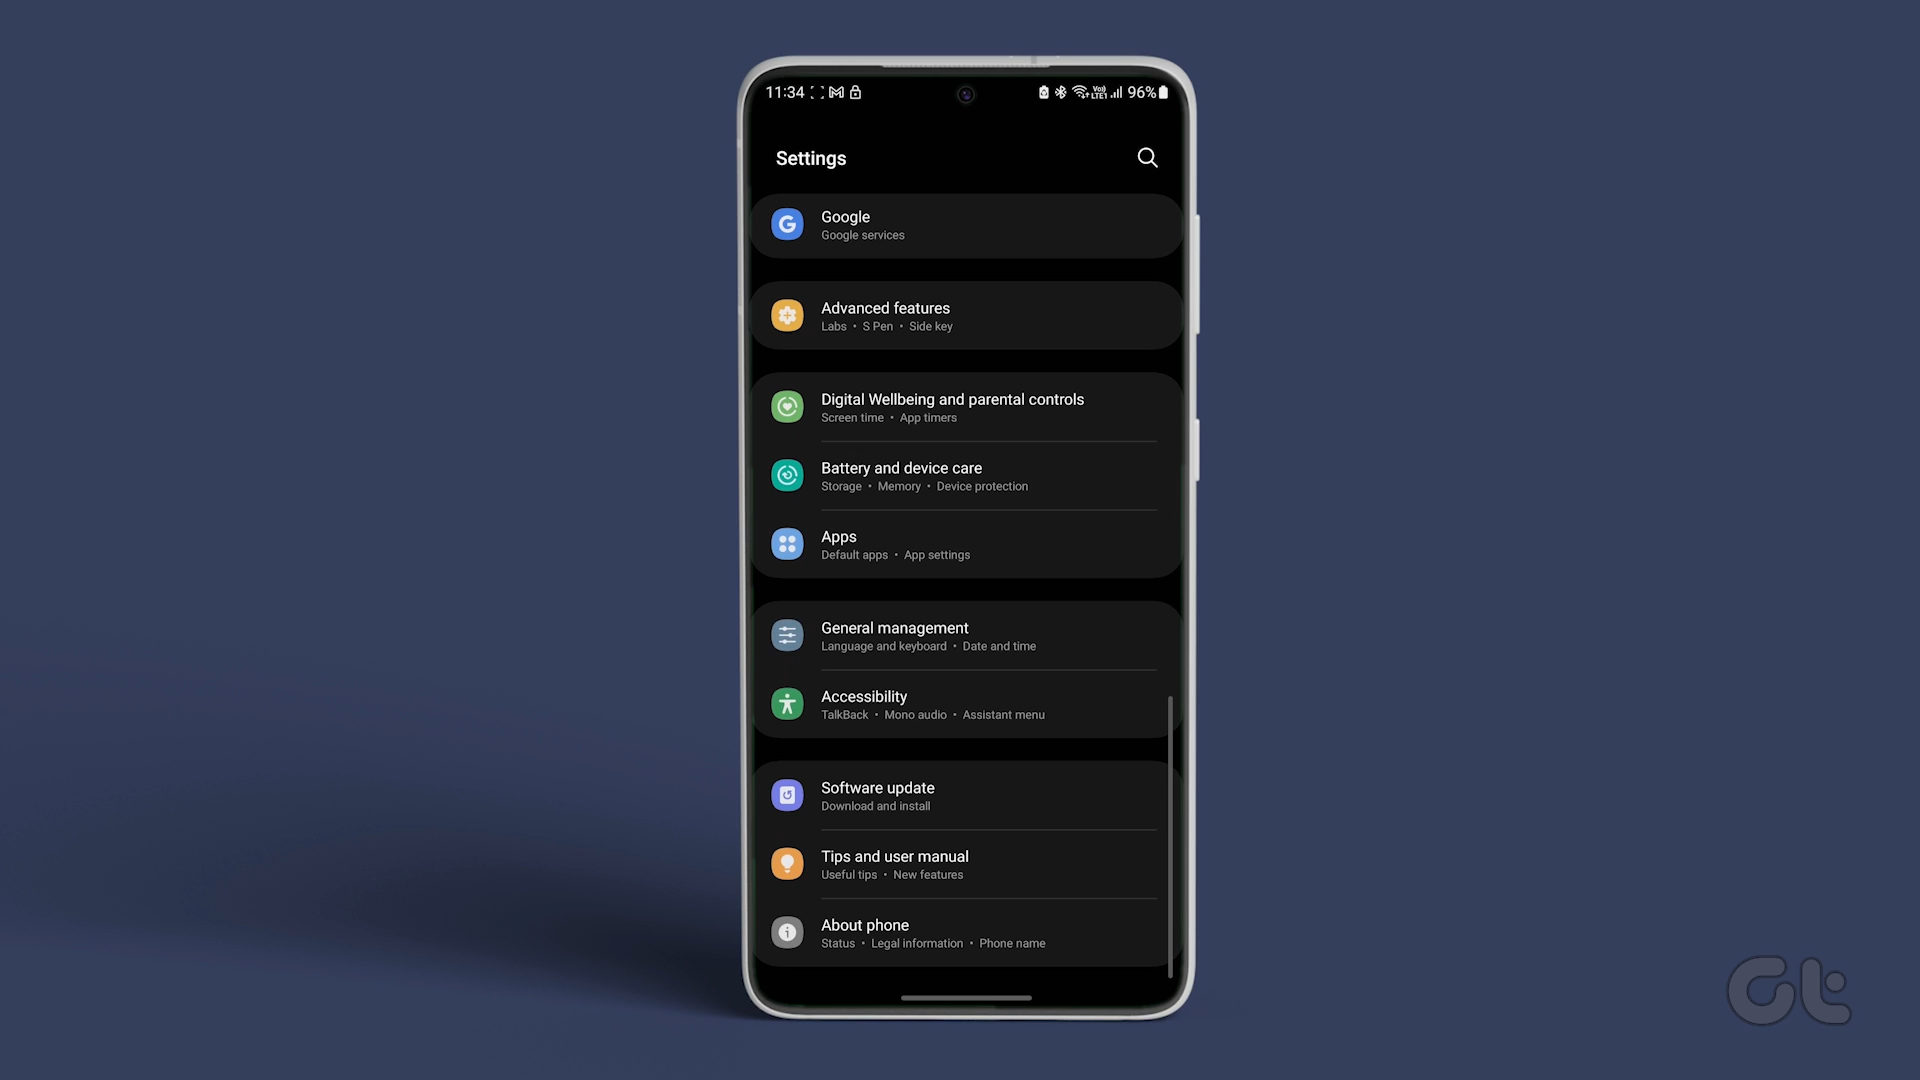 11:34 96%
Settings
Google
Google services
Advanced features
Labs • S Pen • Side key
Digital Wellbeing and parental controls
Screen time • App timers
Battery and device care
Storage • Memory • Device protection
Apps
Default apps • App settings
General management
Language and keyboard • Date and time
Accessibility
TalkBack • Mono audio • Assistant menu
Software update
Download and install
Tips and user manual
Useful tips • New features
About phone
Status • Legal information • Phone name
Gt